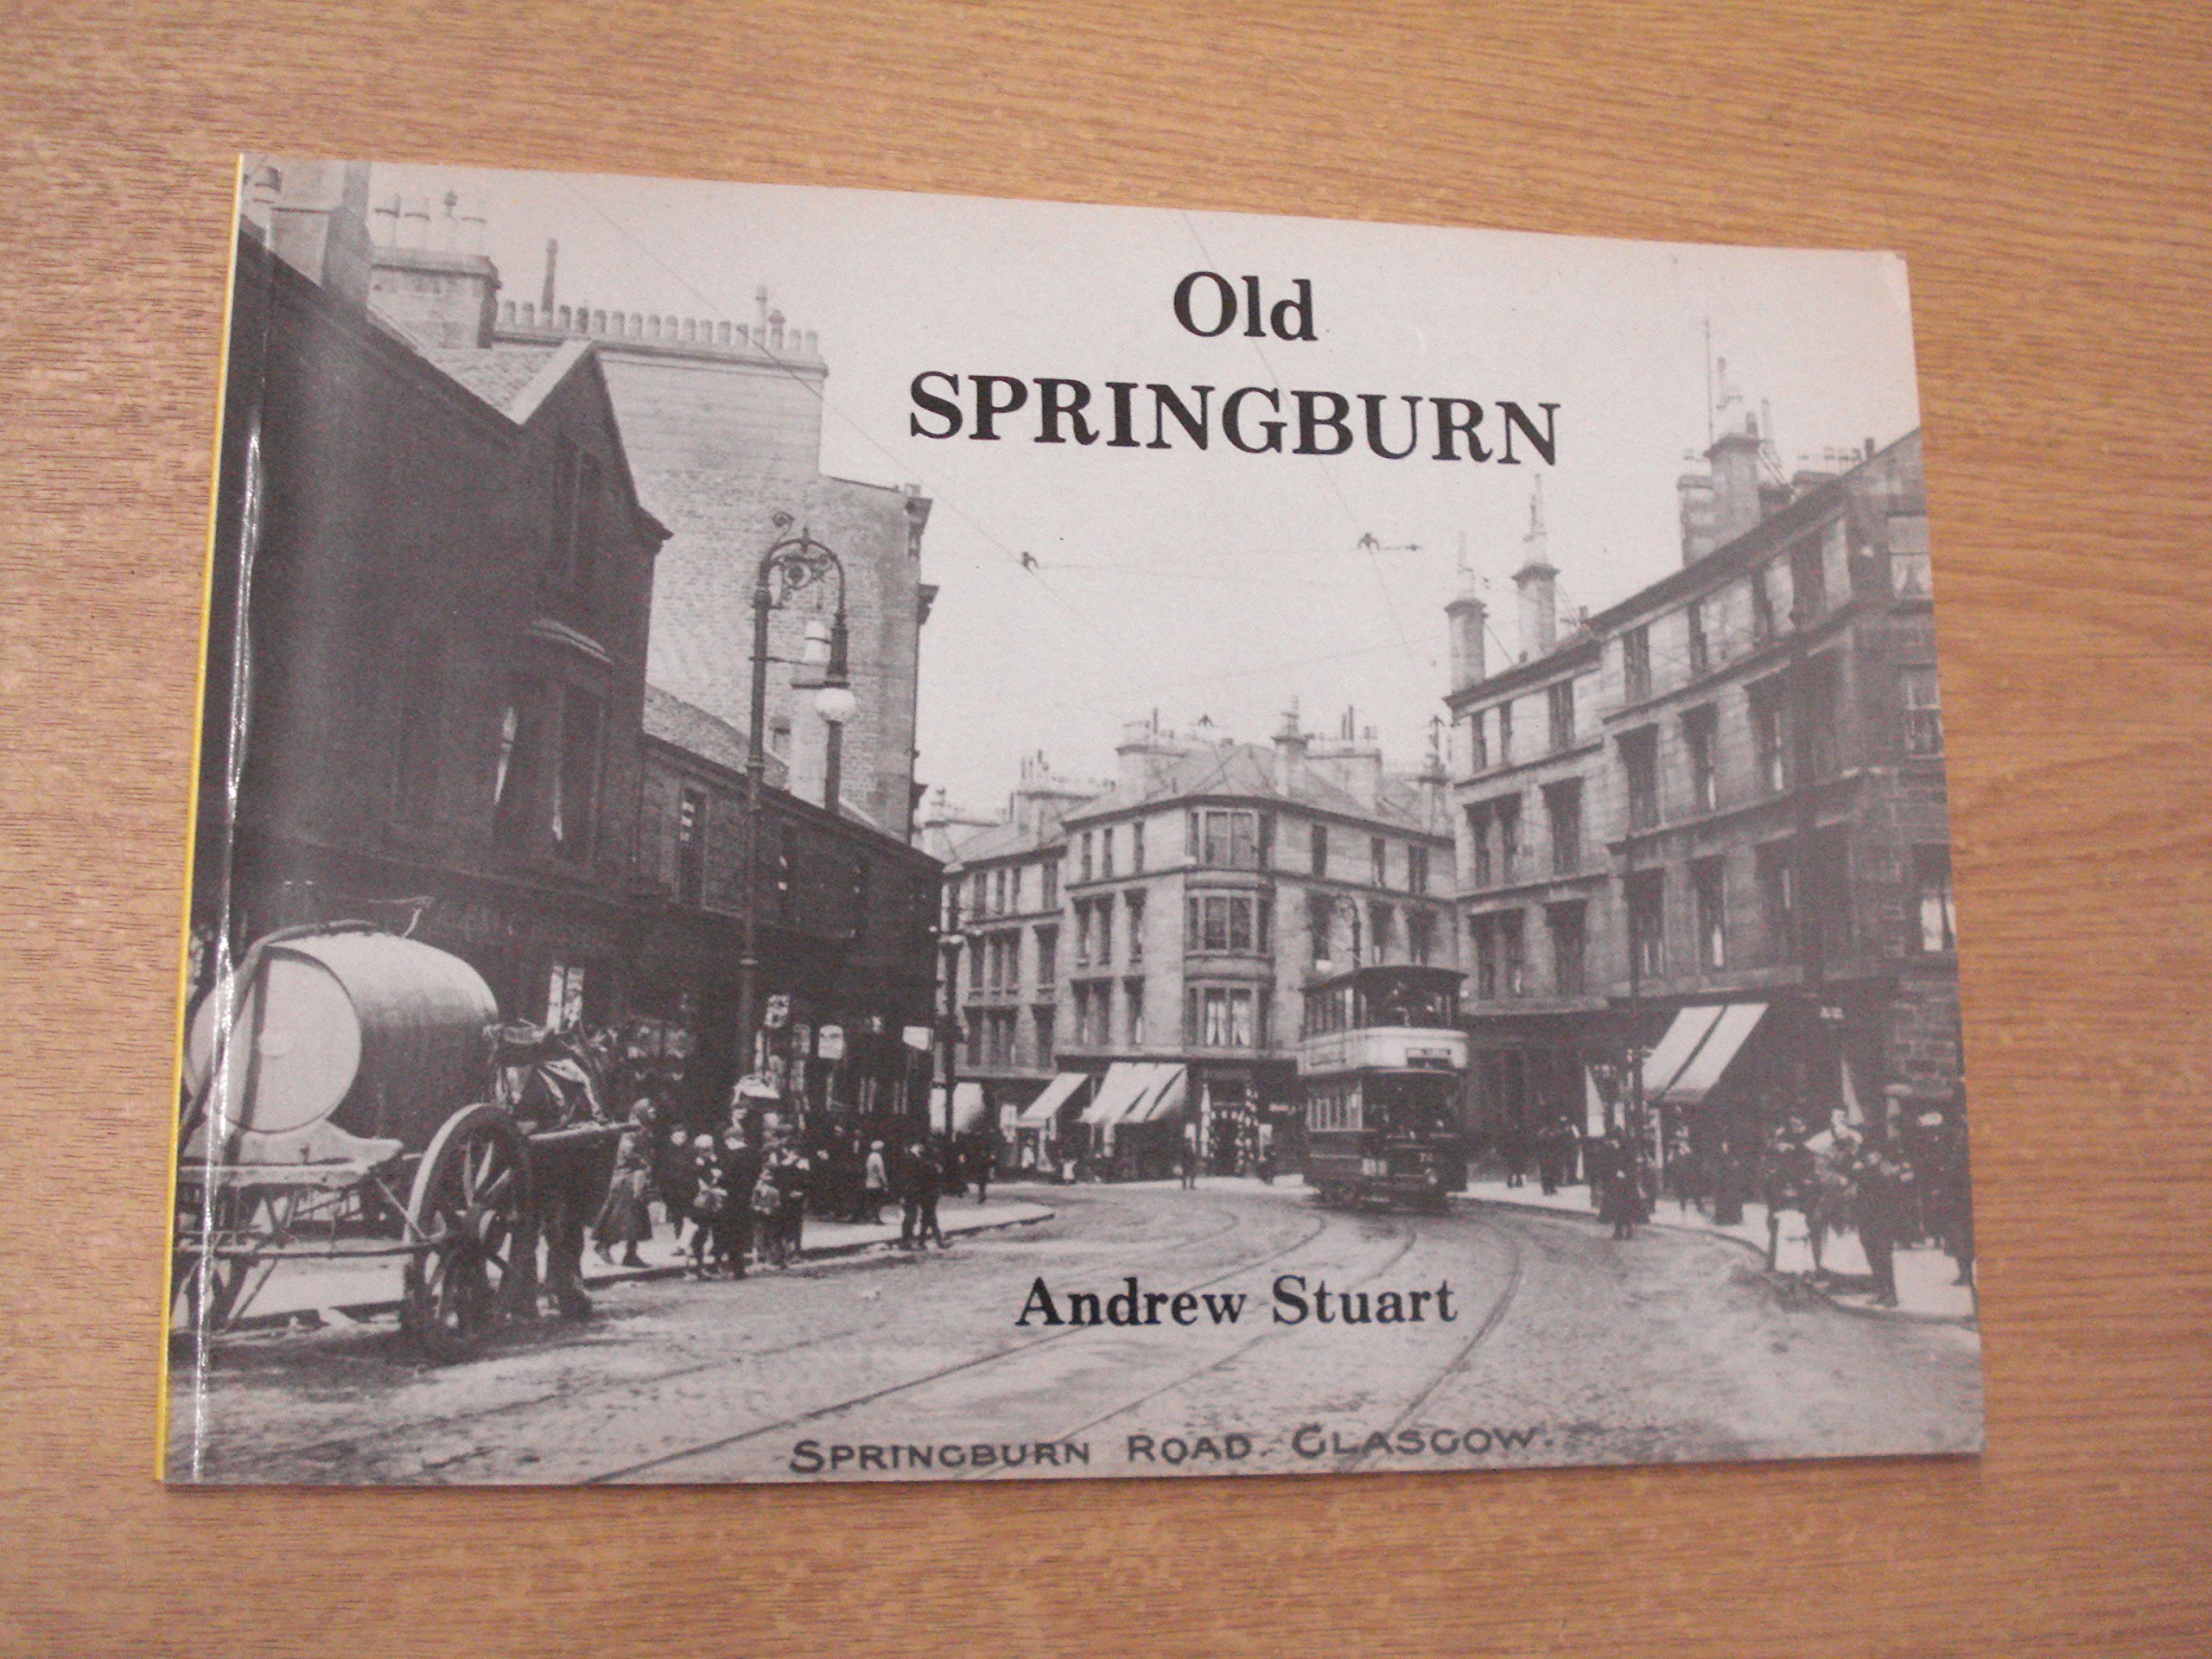 Old
SPRINGBURN
Andrew Stuart
SPRINGBURN ROAD. GLASGOW.